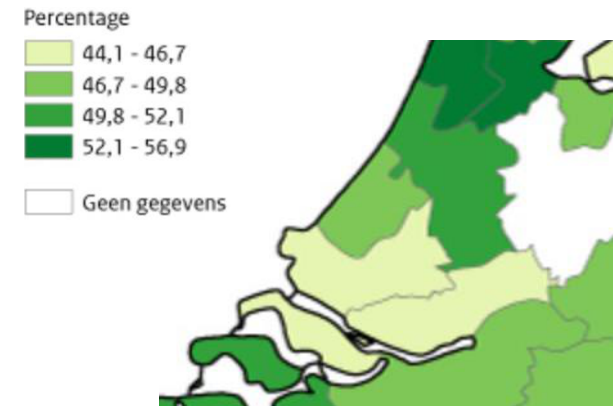 Percentage
44,1 - 46,7
46,7 - 49,8
49,8 - 52,1
52,1 - 56,9
Geen gegevens